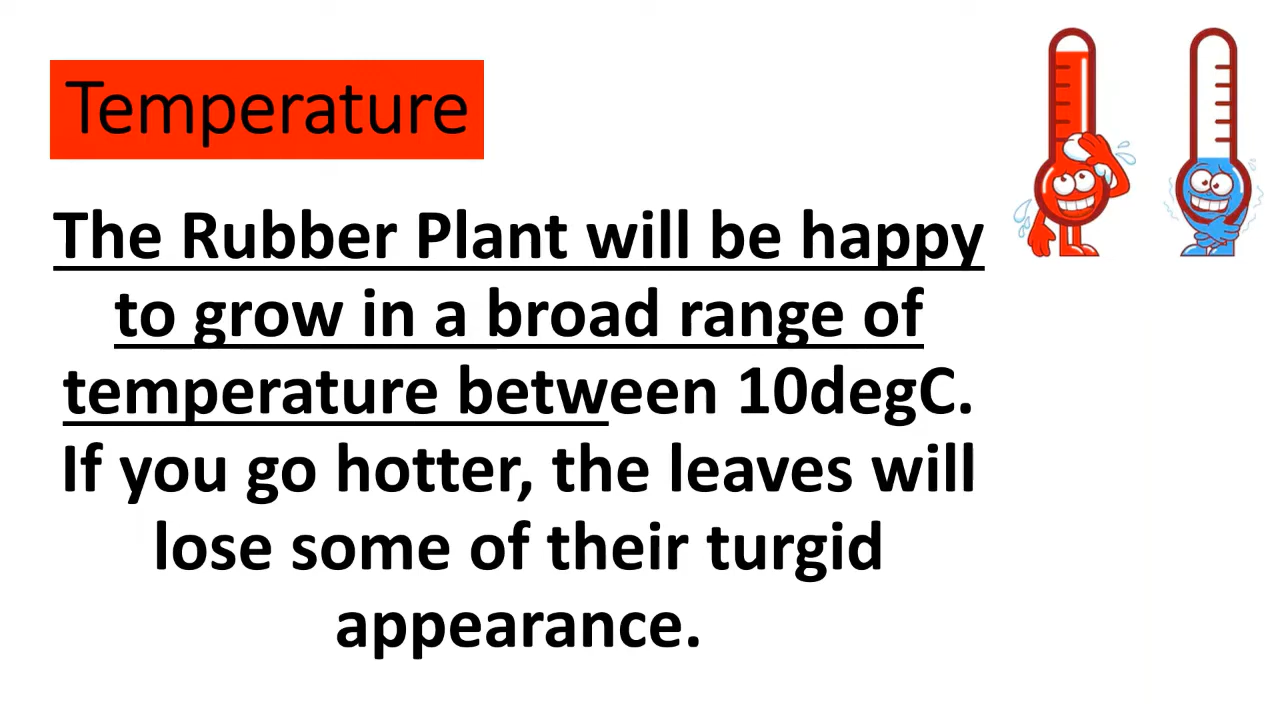 Temperature
The Rubber Plant will be happy
to grow in a broad range of
temperature between 10degC.
If you go hotter, the leaves will
lose some of their turgid
appearance.